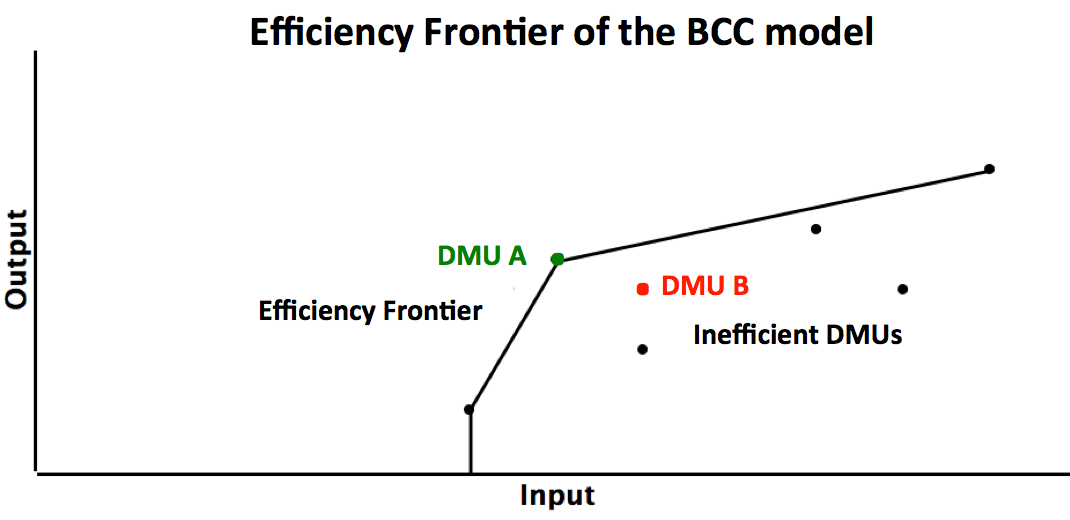 Efficiency Frontier of the BCC model
Output
DMU A
DMU B
Efficiency Frontier
Inefficient DMUs
Input